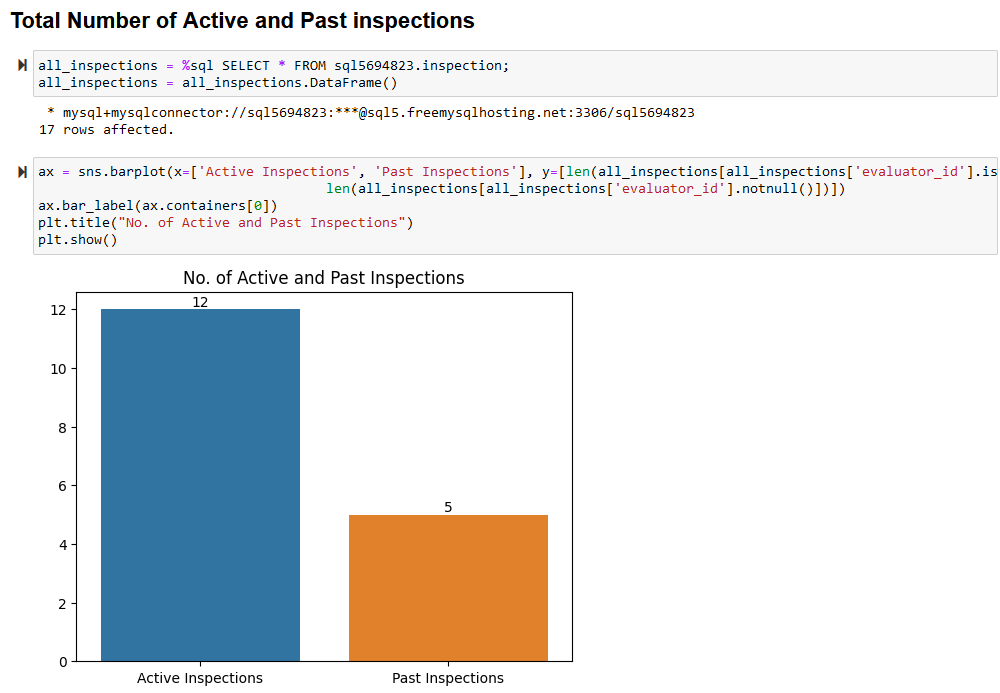 Total Number of Active and Past inspections
all_inspections = %sql SELECT * FROM sql5694823.inspection;
all_inspections = all_inspections.DataFrame()
* mysql+mysqlconnector://sql5694823:***@sql5.freemysqlhosting.net:3306/sql5694823
17 rows affected.
ax = sns.barplot(x=['Active Inspections', 'Past Inspections'], y=[len(all_inspections[all_inspections['evaluator_id'].is
len(all_inspections[all_inspections['evaluator_id'].notnull()])])
ax.bar_label(ax.containers[0])
plt.title("No. of Active and Past Inspections")
plt.show()
No. of Active and Past Inspections
12
12
10
8
6
5
4
2
0
Active Inspections Past Inspections